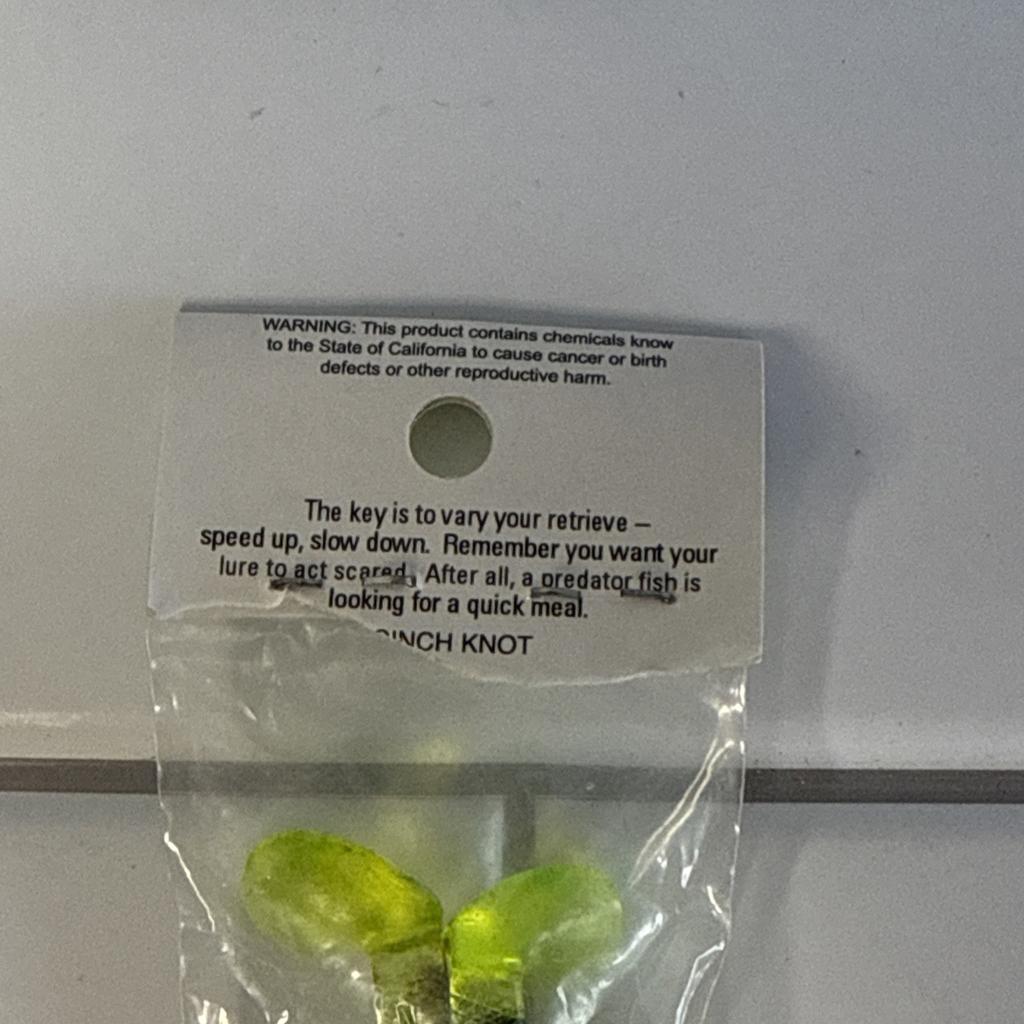 WARNING: This product contains chemicals know
to the State of California to cause cancer or birth
defects or other reproductive harm.
The key is to vary your retrieve –
speed up, slow down. Remember you want your
lure to act scared. After all, a predator fish is
looking for a quick meal.
KNOT